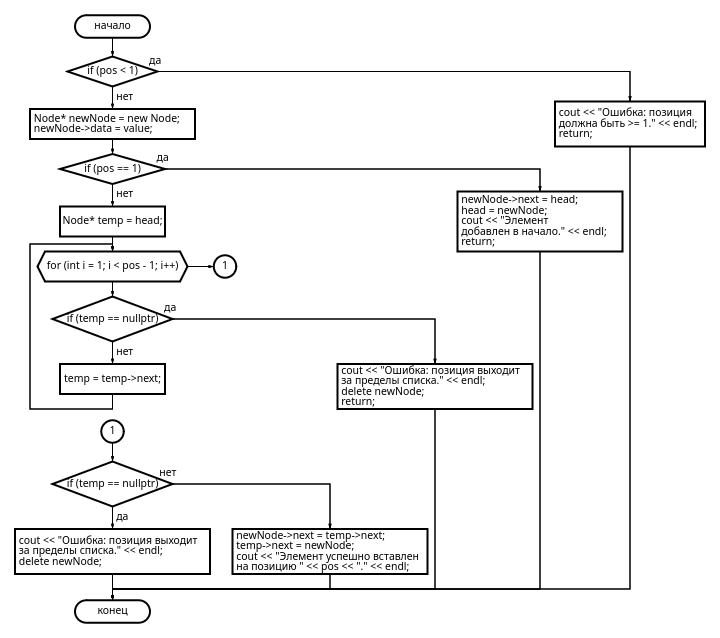 начало
да
if (pos < 1)
нет
cout << "Ошибка: позиция
должна быть >= 1." << endl;
return;
Node* newNode = new Node;
newNode->data = value;
да
if (pos == 1)
нет
newNode->next = head;
head = newNode;
cout << "Элемент
добавлен в начало." << endl;
return;
Node* temp = head;
for (int i = 1; i < pos - 1; i++)
1
да
if (temp == nullptr)
нет
cout << "Ошибка: позиция выходит
за пределы списка." << endl;
delete newNode;
return;
temp = temp->next;
1
нет
if (temp == nullptr)
да
cout << "Ошибка: позиция выходит
за пределы списка." << endl;
delete newNode;
newNode->next = temp->next;
temp->next = newNode;
cout << "Элемент успешно вставлен
на позицию " << pos << "." << endl;
конец